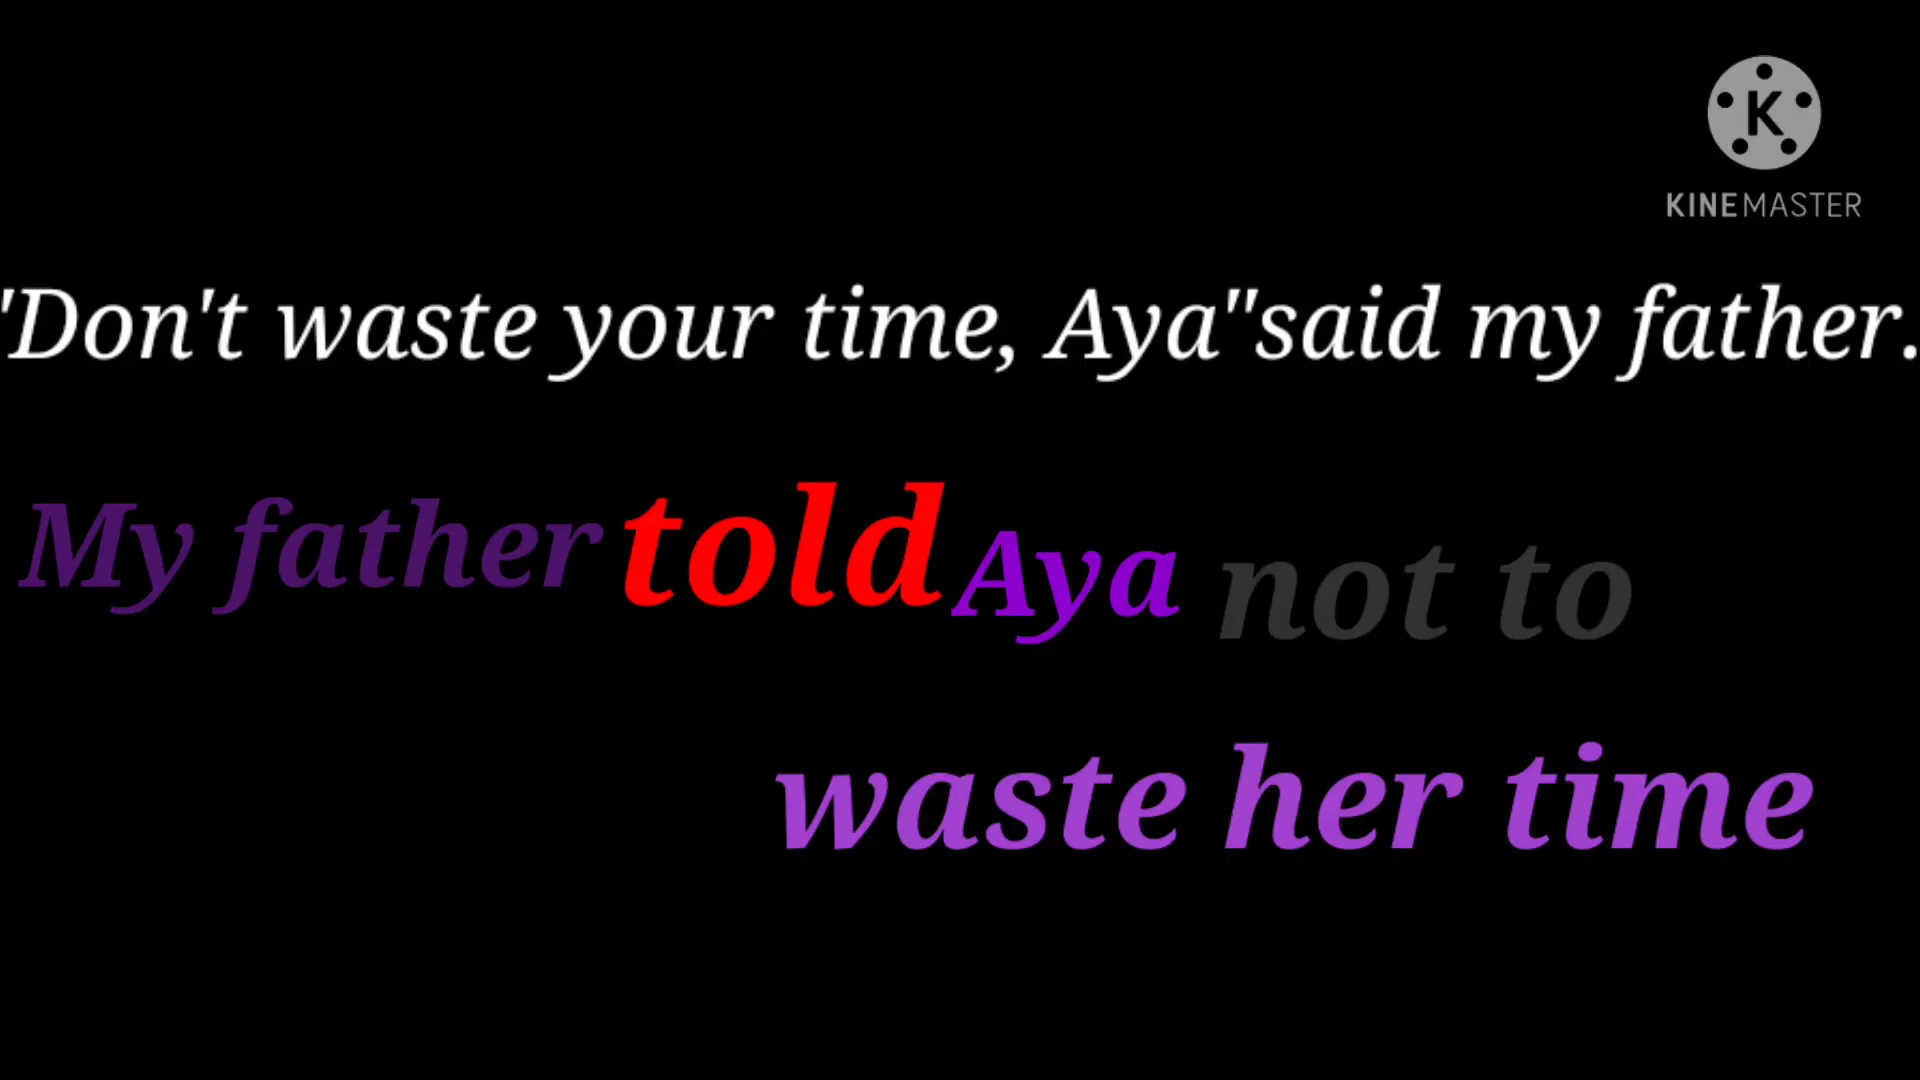 K
KINEMASTER
"Don't waste your time, Aya"said my father.
My father told Aya not to
waste her time